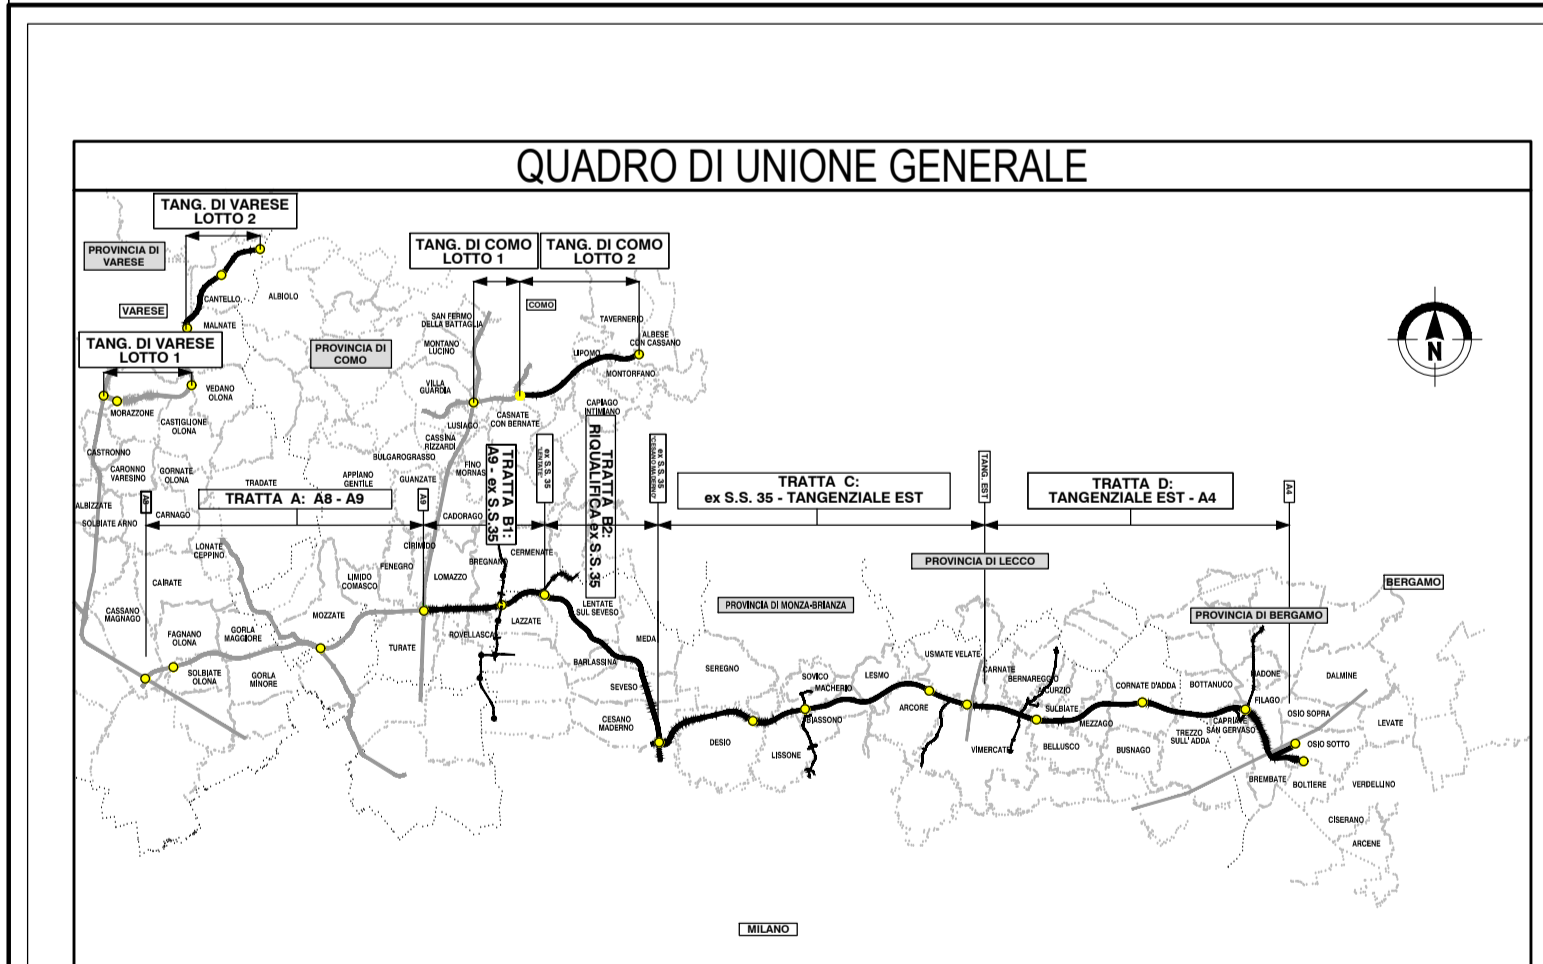 QUADRO DI UNIONE GENERALE
TANG. DI VARESE
LOTTO 2
PROVINCIA DI
VARESE
TANG. DI COMO
LOTTO 1
TANG. DI COMO
LOTTO 2
CANTELLO
ALBIOLO
VARESE
COMO
MALNATE
SAN FERMO
DELLA BATTAGLIA
TAVERNERIO
TANG. DI VARESE
LOTTO 1
PROVINCIA DI
COMO
MONTANO
LUCINO
ALBESE
CON CASSANO
LIPOMO
MONTORFANO
N
VEDANO
OLONA
VILLA
GUARDIA
MORAZZONE
CASTIGLIONE
OLONA
LUSIAGO
CASNATE
CON BERNATE
CAPIAGO
INTIMIANO
CASSINA
RIZZARDI
CASTRONNO
BULGAROGRASSO
FINO
MORNAS
CARONNO
VARESINO
GORNATE
OLONA
TRADATE
APPIANO
GENTILE
GUANZATE
TRATTA B1:
A9 - ex S.S.35
ex S.S. 35
"LENTATE"
TRATTA B2:
RIQUALIFICA ex S.S.35
ex S.S. 35
"CESANO MADERNO"
TRATTA C:
ex S.S. 35 - TANGENZIALE EST
TANG. EST
TRATTA D:
TANGENZIALE EST - A4
A4
A8
TRATTA A: A8 - A9
A9
ALBIZZATE
SOLBIATE ARNO
CARNAGO
CADORAGO
LONATE
CEPPINO
CIRIMIDO
FENEGRO
BREGNANO
CERMENATE
PROVINCIA DI LECCO
CAIRATE
LIMIDO
COMASCO
LOMAZZO
BERGAMO
CASSANO
MAGNAGO
MOZZATE
LAZZATE
LENTATE
SUL SEVESO
PROVINCIA DI MONZA-BRIANZA
PROVINCIA DI BERGAMO
FAGNANO
OLONA
GORLA
MAGGIORE
ROVELLASCA
TURATE
MEDA
USMATE VELATE
SOLBIATE
OLONA
GORLA
MINORE
BARLASSINA
SEREGNO
SOVICO
MACHERIO
LESMO
CARNATE
BERNAREGGIO
AICURZIO
CORNATE D'ADDA
BOTTANUCO
MADONE
DALMINE
SEVESO
FILAGO
CESANO
MADERNO
BIASSONO
ARCORE
SULBIATE
MEZZAGO
CAPRIATE
SAN GERVASO
OSIO SOPRA
LEVATE
DESIO
LISSONE
VIMERCATE
BELLUSCO
BUSNAGO
TREZZO
SULL'ADDA
OSIO SOTTO
BREMBATE
BOLTIERE
VERDELLINO
CISERANO
ARCENE
MILANO